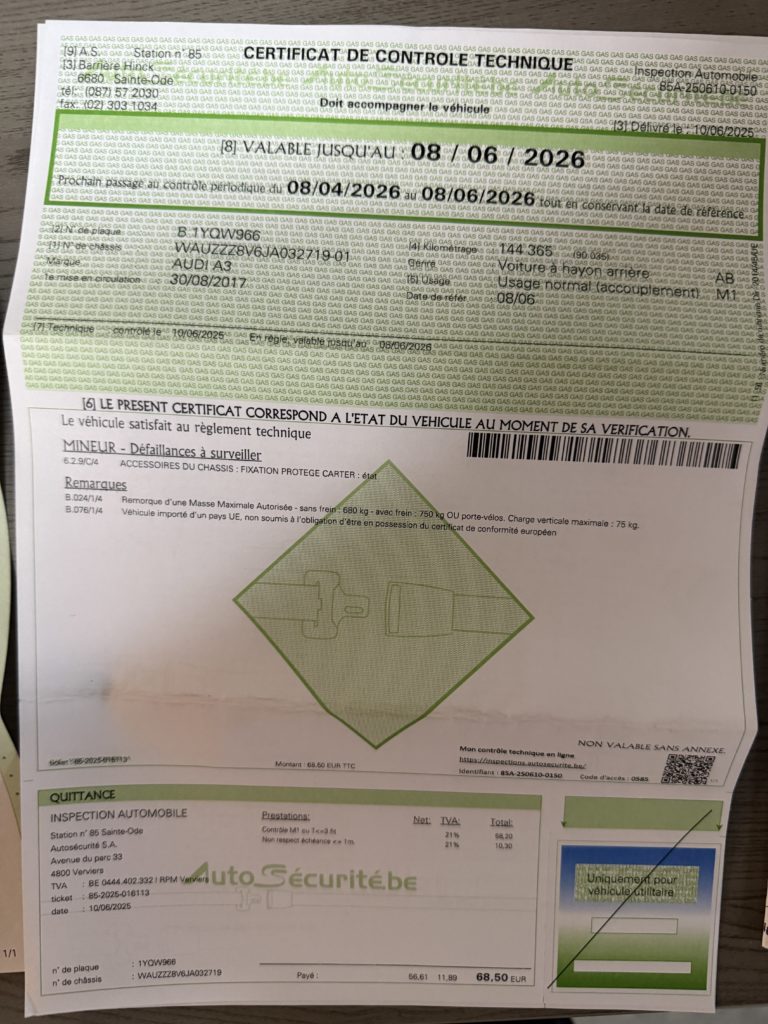 [9] A.S. Station n° 85
[3] Barrière Hinck
6680 Sainte-Ode
tél.: (087) 57 2030
fax. (02) 303 1034
CERTIFICAT DE CONTROLE TECHNIQUE
Doit accompagner le véhicule
Inspection Automobile
85A-250610-0150
[3] Délivré le : 10/06/2025
[8] VALABLE JUSQU'AU : 08 / 06 / 2026
Prochain passage au contrôle périodique du 08/04/2026 au 08/06/2026 tout en conservant la date de référence.
[2] N° de plaque B 1YQW966
[1] N° de châssis WAUZZZ8V6JA032719-01
Marque AUDI A3
1e mise en circulation 30/08/2017
[4] Kilométrage 144 365 (90 035)
Genre Voiture à hayon arrière AB
[5] Usage Usage normal (accouplement) M1
Date de référ. 08/06
[7] Technique contrôlé le 10/06/2025 En règle, valable jusqu'au 08/06/2026
[6] LE PRESENT CERTIFICAT CORRESPOND A L'ETAT DU VEHICULE AU MOMENT DE SA VERIFICATION.
Le véhicule satisfait au règlement technique
MINEUR - Défaillances à surveiller
6.2.9/C/4 ACCESSOIRES DU CHASSIS : FIXATION PROTEGE CARTER : état
Remarques
B.024/1/4 Remorque d'une Masse Maximale Autorisée - sans frein : 680 kg - avec frein : 750 kg OU porte-vélos. Charge verticale maximale : 75 kg.
B.076/1/4 Véhicule importé d'un pays UE, non soumis à l'obligation d'être en possession du certificat de conformité européen
NON VALABLE SANS ANNEXE.
Mon contrôle technique en ligne
https://inspections.autosecurite.be/
Identifiant : 85A-250610-0150 Code d'accès : 0585
1/1
ticket : 85-2025-016113
Montant : 68.50 EUR TTC
QUITTANCE
INSPECTION AUTOMOBILE
Station n° 85 Sainte-Ode
Autosécurité S.A.
Avenue du parc 33
4800 Verviers
TVA : BE 0444.402.332 / RPM Verviers
ticket : 85-2025-016113
date : 10/06/2025
Prestations: Net: TVA: Total:
Contrôle M1 ou T<=3.5t 21% 58,20
Non respect échéance <= 1m. 21% 10,30
AutoSécurité.be
n° de plaque : 1YQW966
n° de châssis : WAUZZZ8V6JA032719
Payé : 56,61 11,89 68,50 EUR
Uniquement pour
véhicule utilitaire
1/1